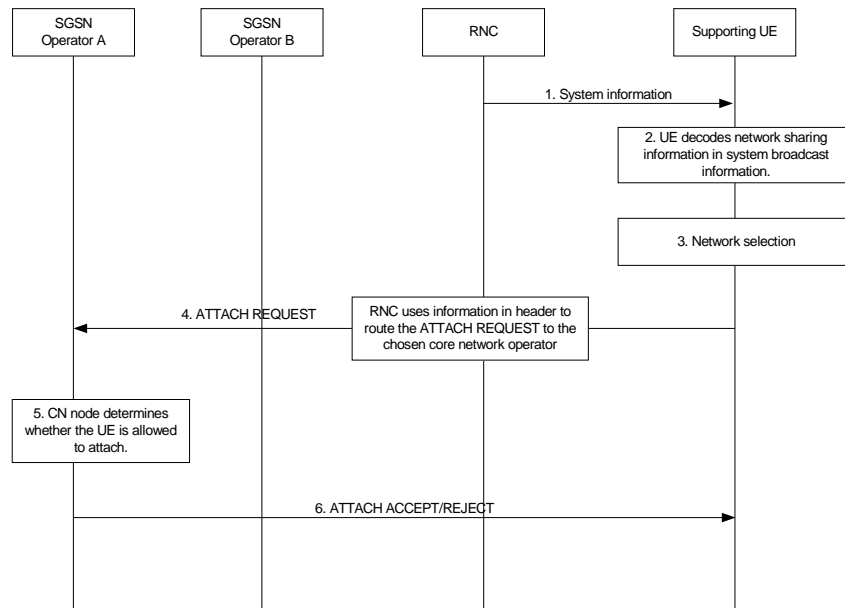 SGSN
Operator A
SGSN
Operator B
RNC
Supporting UE
1. System information
2. UE decodes network sharing
information in system broadcast
information.
3. Network selection
4. ATTACH REQUEST
RNC uses information in header to
route the ATTACH REQUEST to the
chosen core network operator
5. CN node determines
whether the UE is allowed
to attach.
6. ATTACH ACCEPT/REJECT